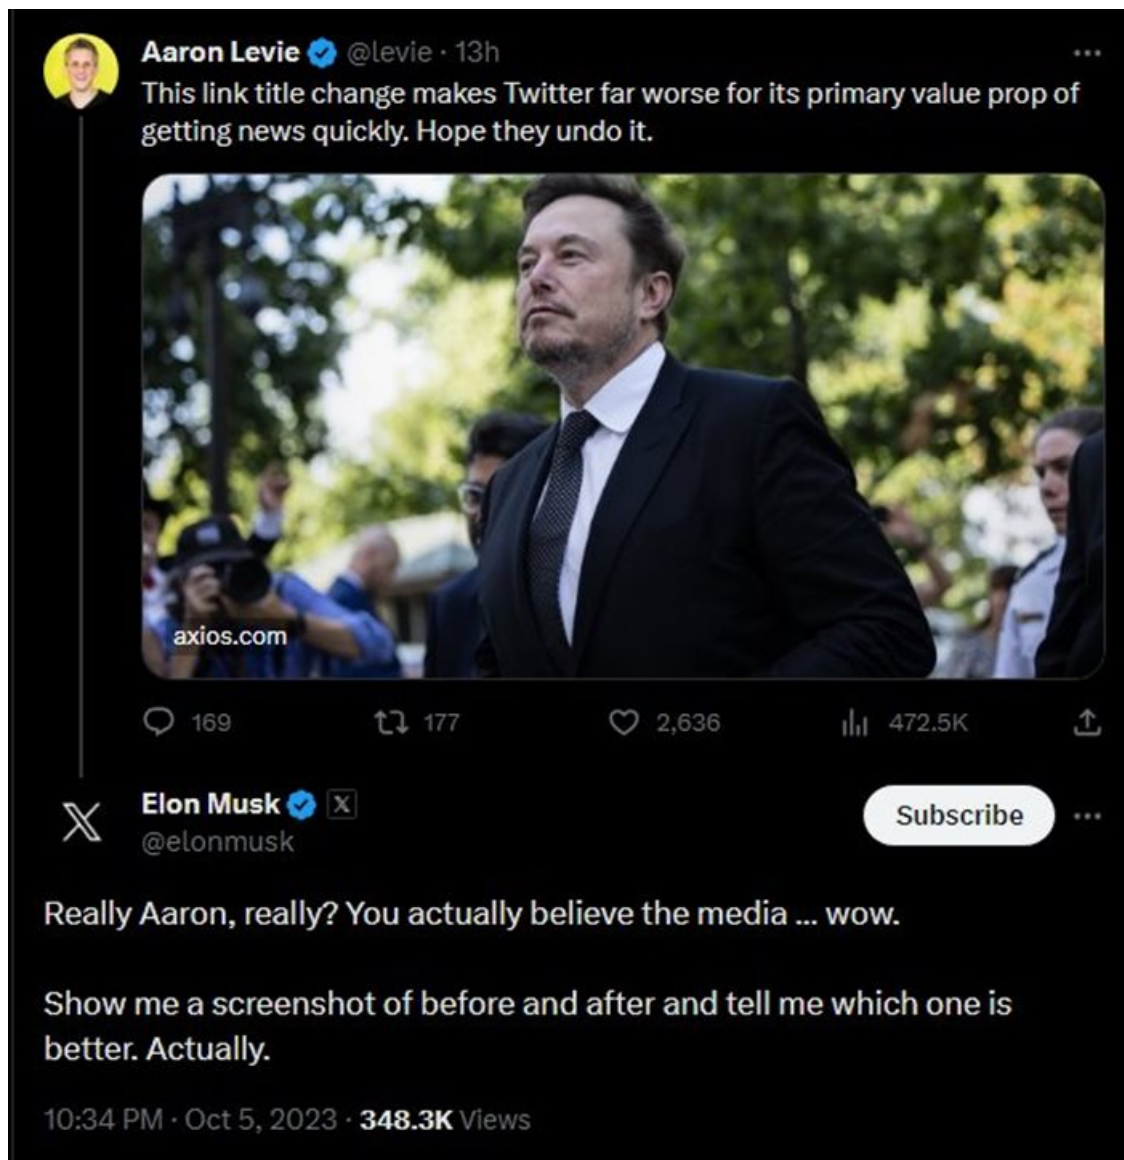 Aaron Levie @levie · 13h
This link title change makes Twitter far worse for its primary value prop of
getting news quickly. Hope they undo it.
axios.com
169 177 2,636 472.5K
Elon Musk X
@elonmusk
Subscribe
Really Aaron, really? You actually believe the media ... wow.
Show me a screenshot of before and after and tell me which one is
better. Actually.
10:34 PM · Oct 5, 2023 · 348.3K Views